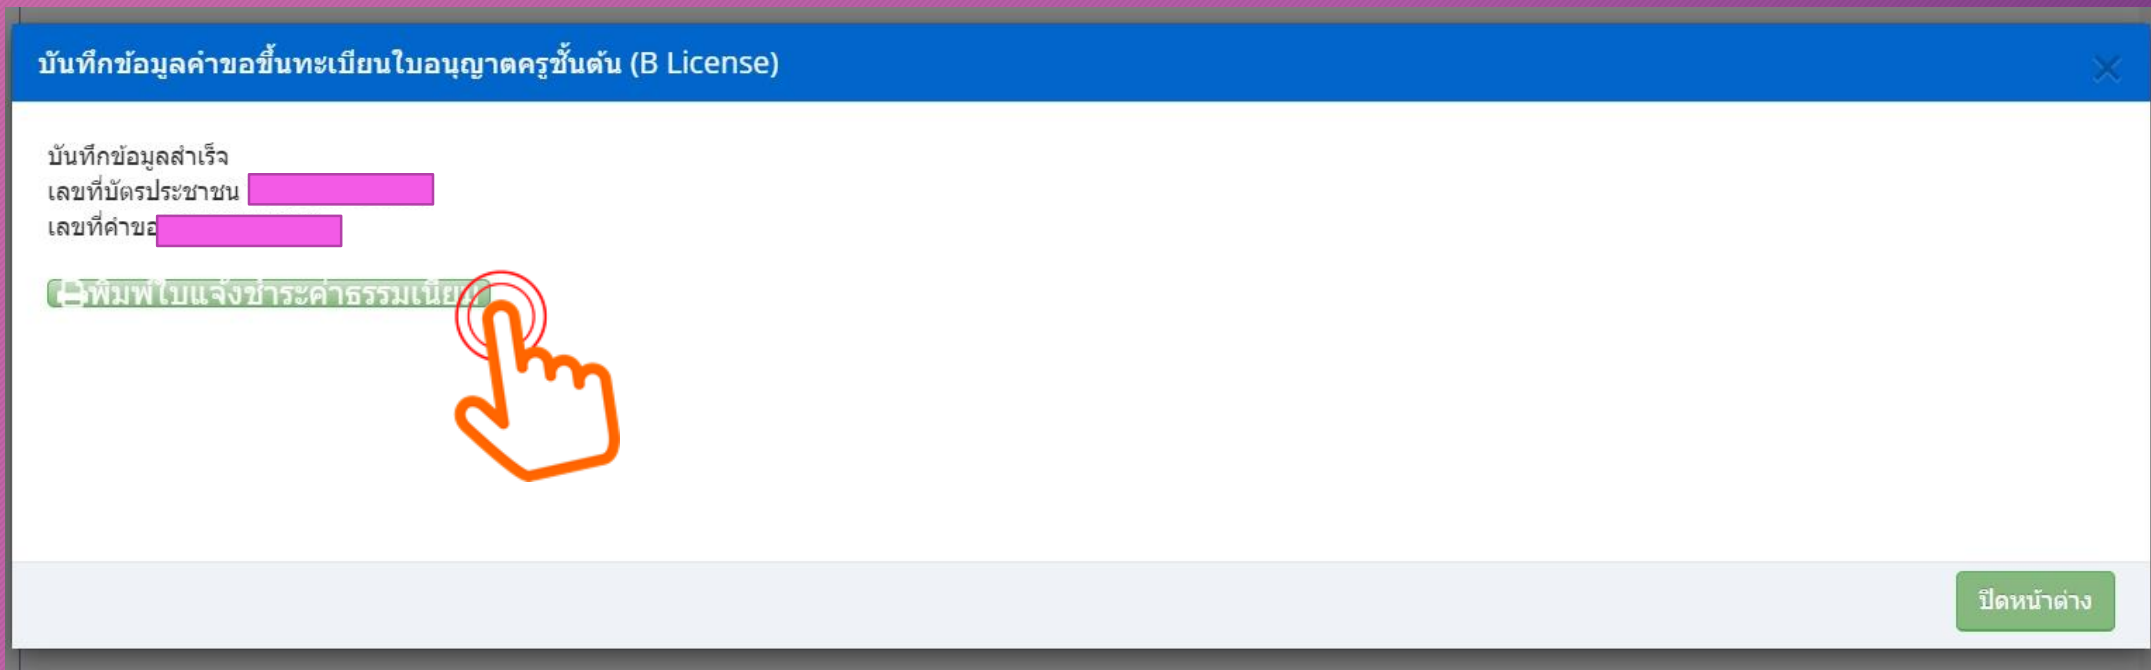 บันทึกข้อมูลคำขอขึ้นทะเบียนใบอนุญาตครูชั้นต้น (B License)
บันทึกข้อมูลสำเร็จ
เลขที่บัตรประชาชน
เลขที่คำขอ
พิมพ์ใบแจ้งชำระค่าธรรมเนียม
ปิดหน้าต่าง